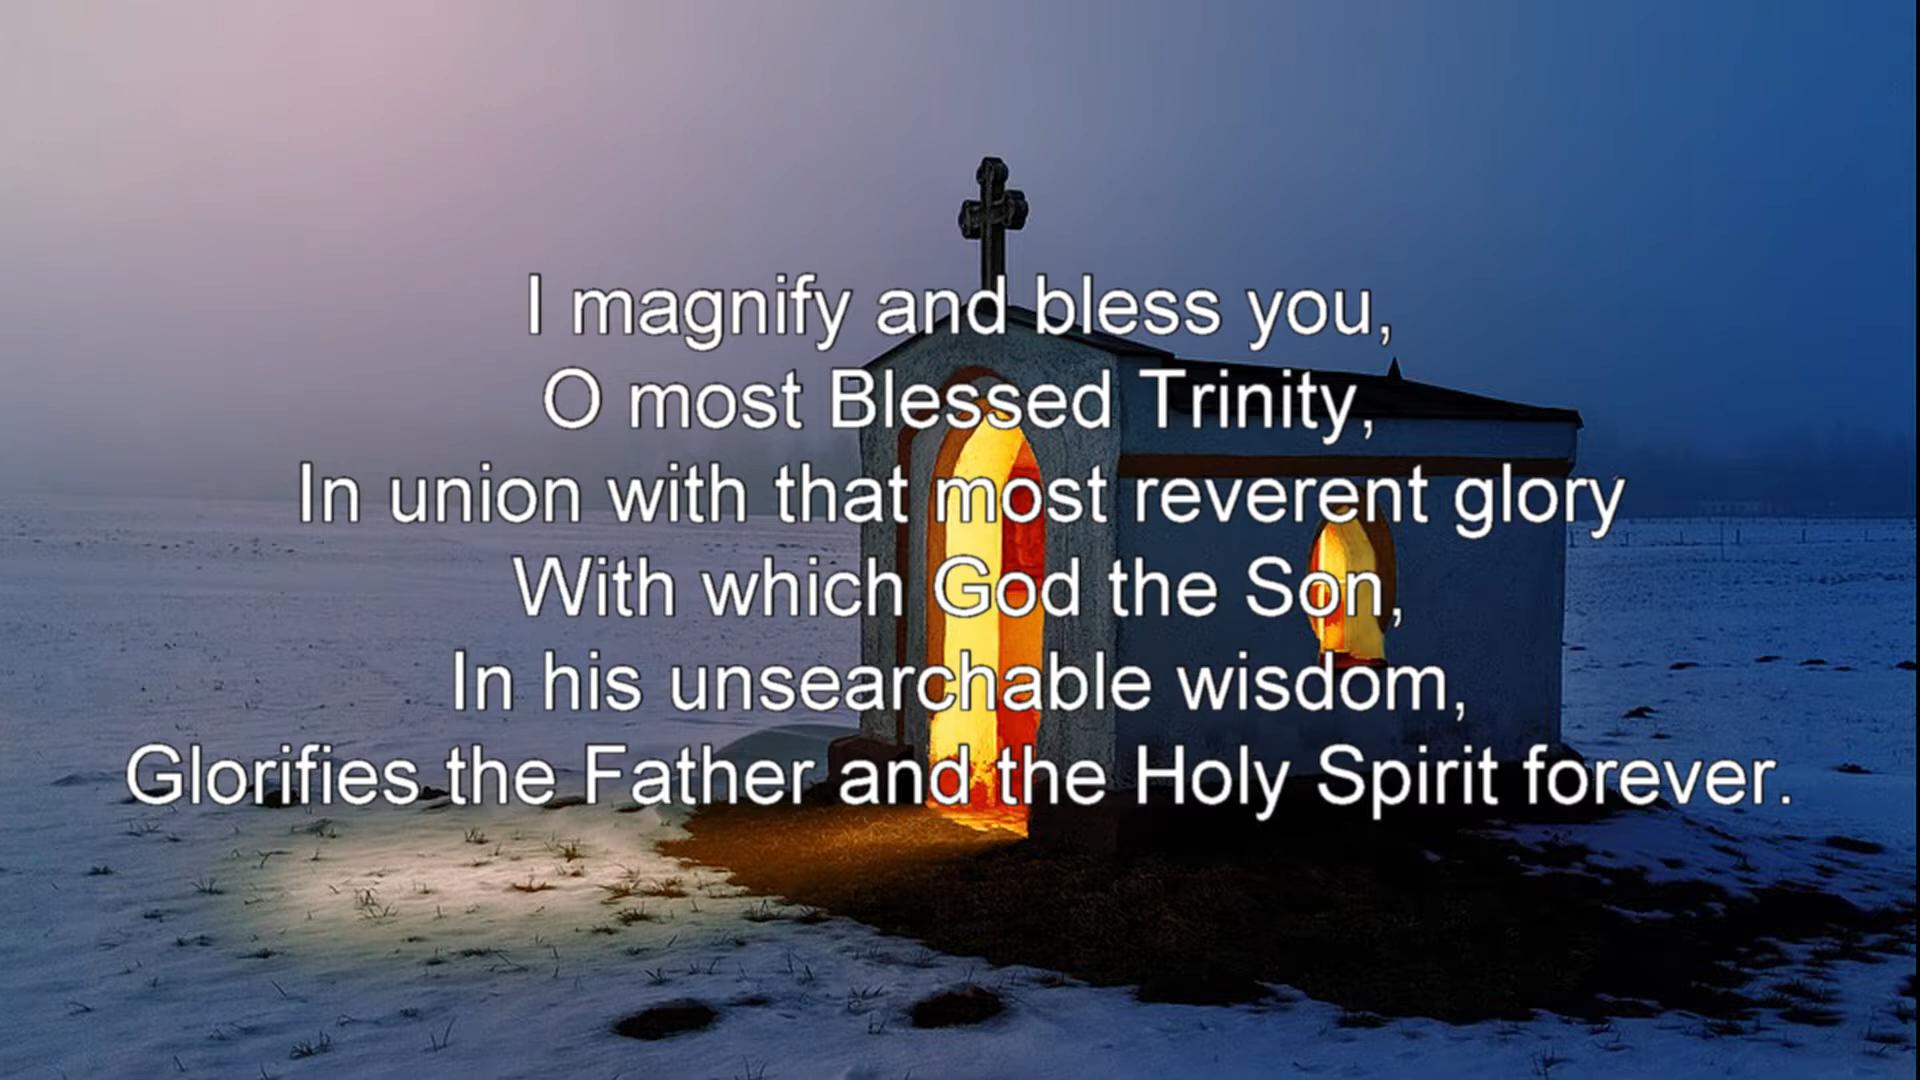 I magnify and bless you,
O most Blessed Trinity,
In union with that most reverent glory
With which God the Son,
In his unsearchable wisdom,
Glorifies the Father and the Holy Spirit forever.